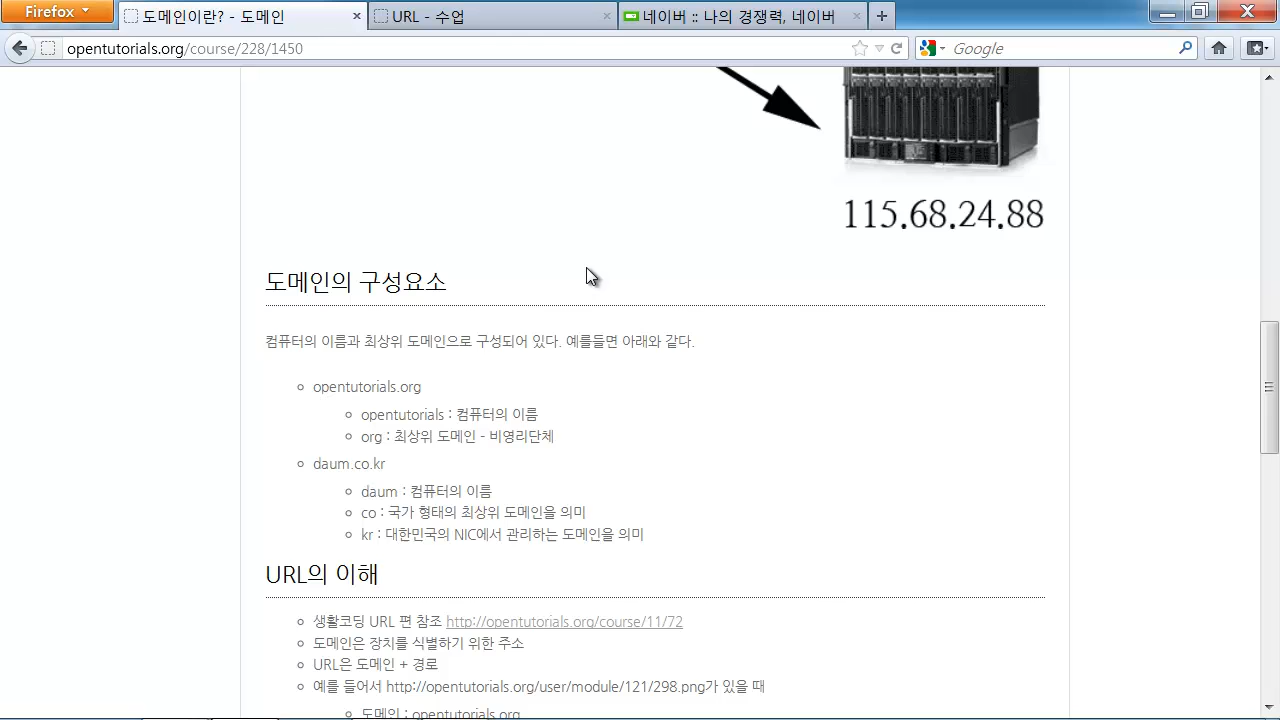 Firefox
도메인이란? - 도메인
URL - 수업
네이버 :: 나의 경쟁력, 네이버
opentutorials.org/course/228/1450
Google
115.68.24.88
도메인의 구성요소
컴퓨터의 이름과 최상위 도메인으로 구성되어 있다. 예를들면 아래와 같다.
opentutorials.org
opentutorials : 컴퓨터의 이름
org : 최상위 도메인 - 비영리단체
daum.co.kr
daum : 컴퓨터의 이름
co : 국가 형태의 최상위 도메인을 의미
kr : 대한민국의 NIC에서 관리하는 도메인을 의미
URL의 이해
생활코딩 URL 편 참조 http://opentutorials.org/course/11/72
도메인은 장치를 식별하기 위한 주소
URL은 도메인 + 경로
예를 들어서 http://opentutorials.org/user/module/121/298.png가 있을 때
도메인 : opentutorials.org